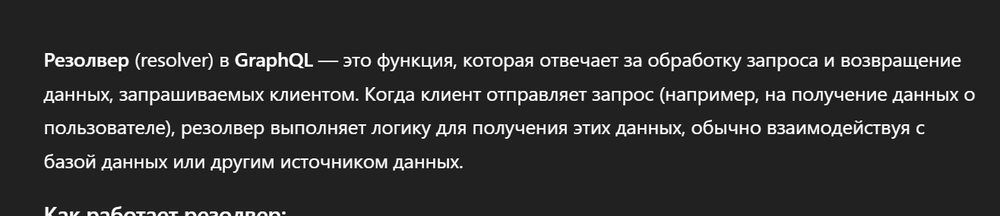 Резолвер (resolver) в GraphQL — это функция, которая отвечает за обработку запроса и возвращение
данных, запрашиваемых клиентом. Когда клиент отправляет запрос (например, на получение данных о
пользователе), резолвер выполняет логику для получения этих данных, обычно взаимодействуя с
базой данных или другим источником данных.
Как работает резолвер: